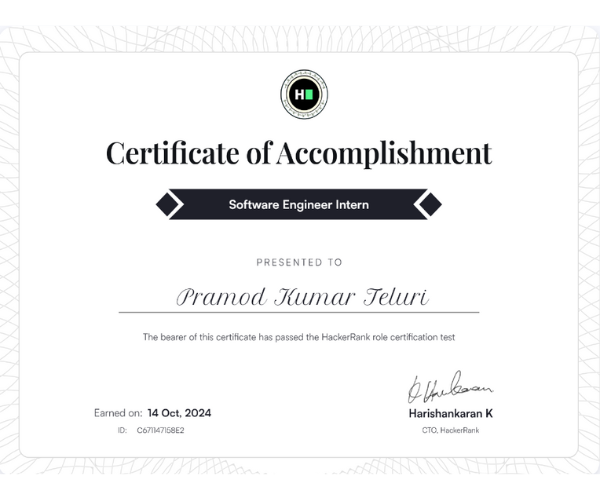 H
Certificate of Accomplishment
Software Engineer Intern
PRESENTED TO
Pramod Kumar Teluri
The bearer of this certificate has passed the HackerRank role certification test
Earned on: 14 Oct, 2024
ID: C671147158E2
Harishankaran K
CTO, HackerRank